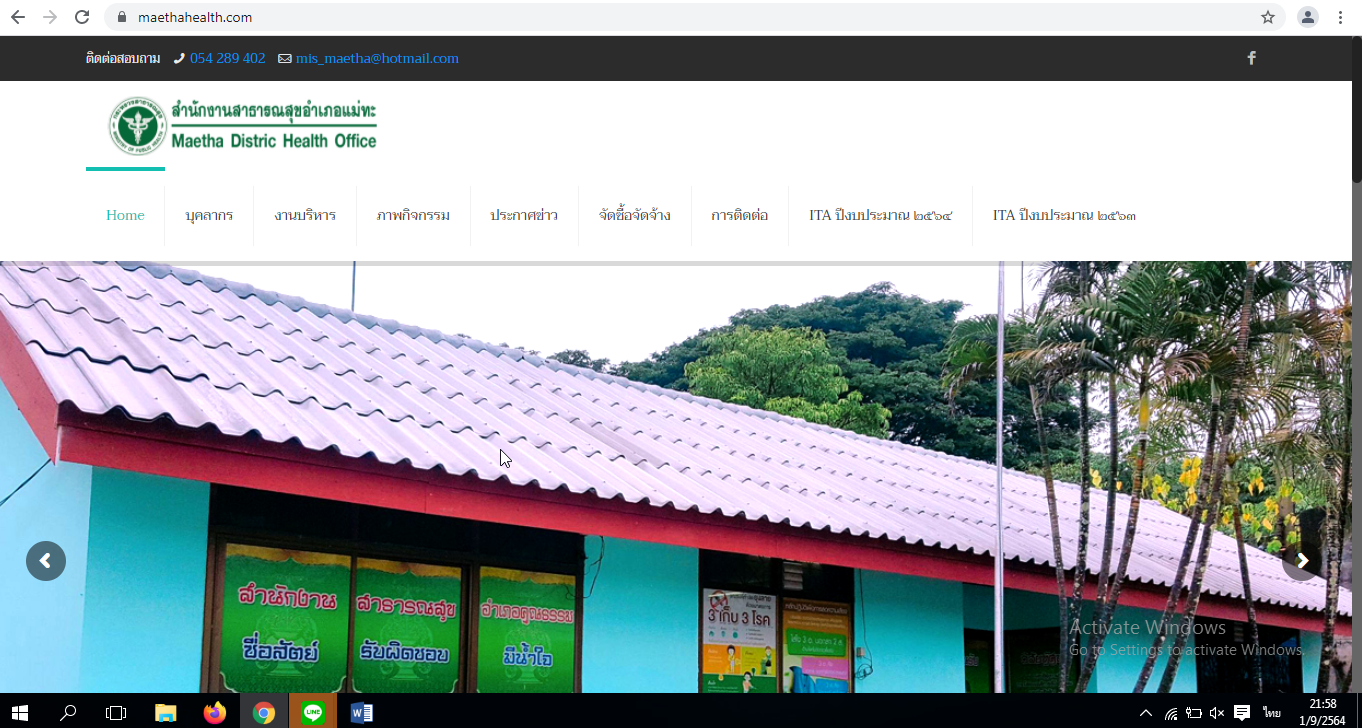 maethahealth.com
ติดต่อสอบถาม 054 289 402 mis_maetha@hotmail.com
สำนักงานสาธารณสุขอำเภอแม่ทะ
Maetha Distric Health Office
Home บุคลากร งานบริหาร ภาพกิจกรรม ประกาศข่าว จัดซื้อจัดจ้าง การติดต่อ ITA ปีงบประมาณ ๒๕๖๔ ITA ปีงบประมาณ ๒๕๖๓
สำนักงาน สาธารณสุข อำเภอคุณธรรม
ซื่อสัตย์ รับผิดชอบ มีน้ำใจ
3 เก็บ 3 โรค
Activate Windows
Go to Settings to activate Windows.
LINE
ไทย
21:58
1/9/2564